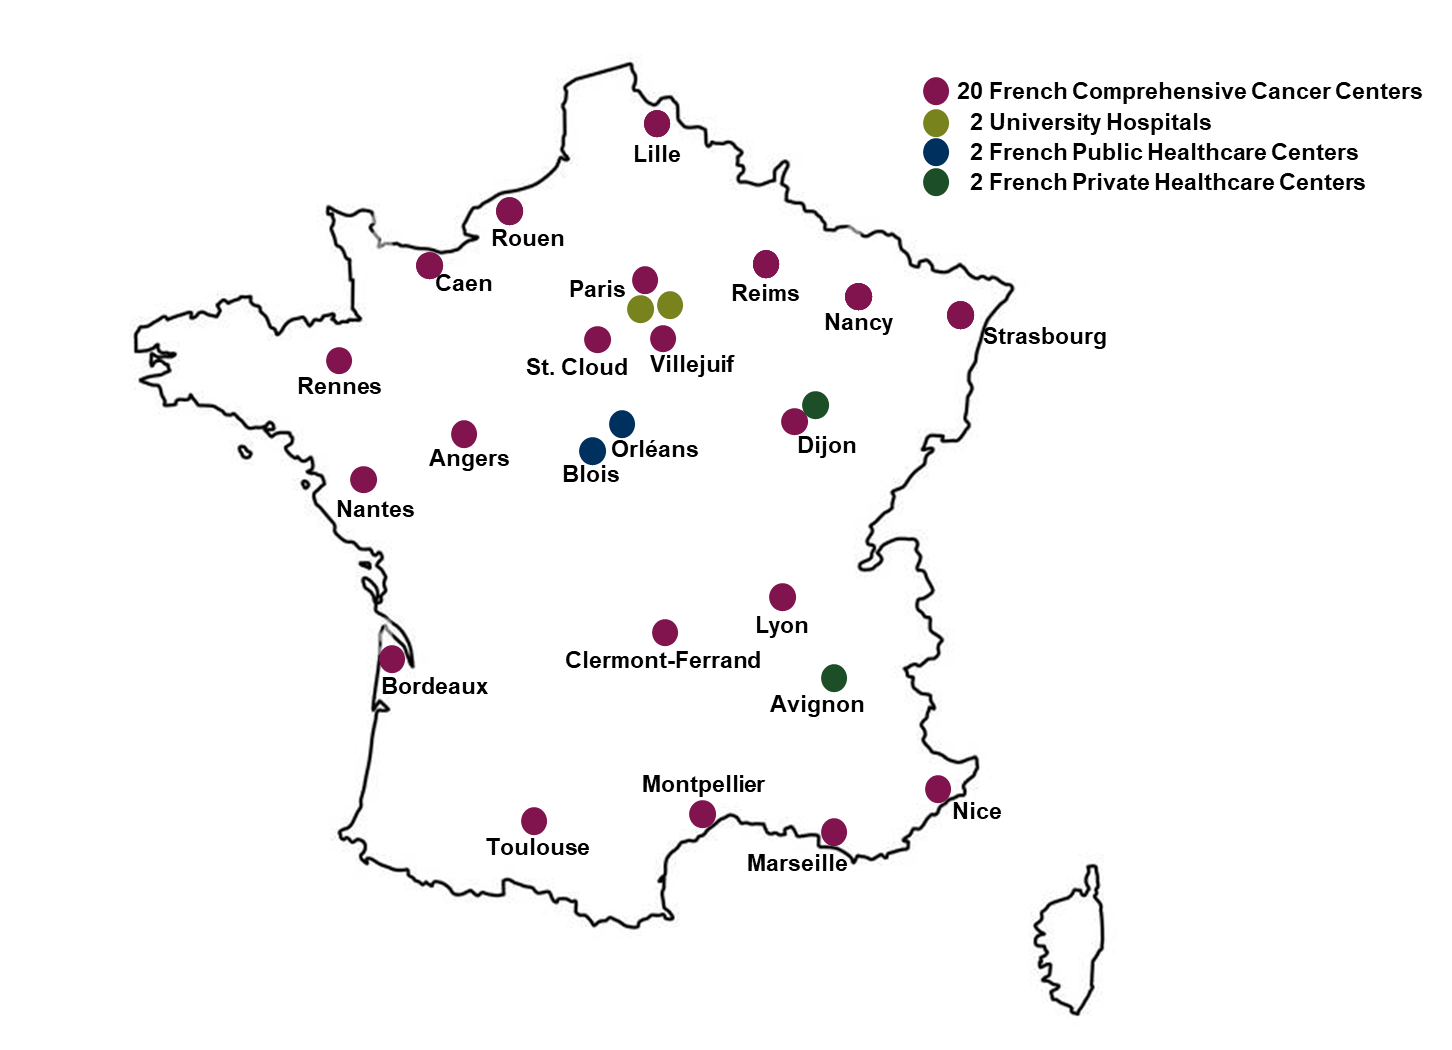 20 French Comprehensive Cancer Centers
2 University Hospitals
2 French Public Healthcare Centers
2 French Private Healthcare Centers
Lille
Rouen
Caen
Paris
Reims
Nancy
Strasbourg
St. Cloud
Villejuif
Rennes
Angers
Orléans
Dijon
Blois
Nantes
Lyon
Clermont-Ferrand
Bordeaux
Avignon
Montpellier
Nice
Toulouse
Marseille